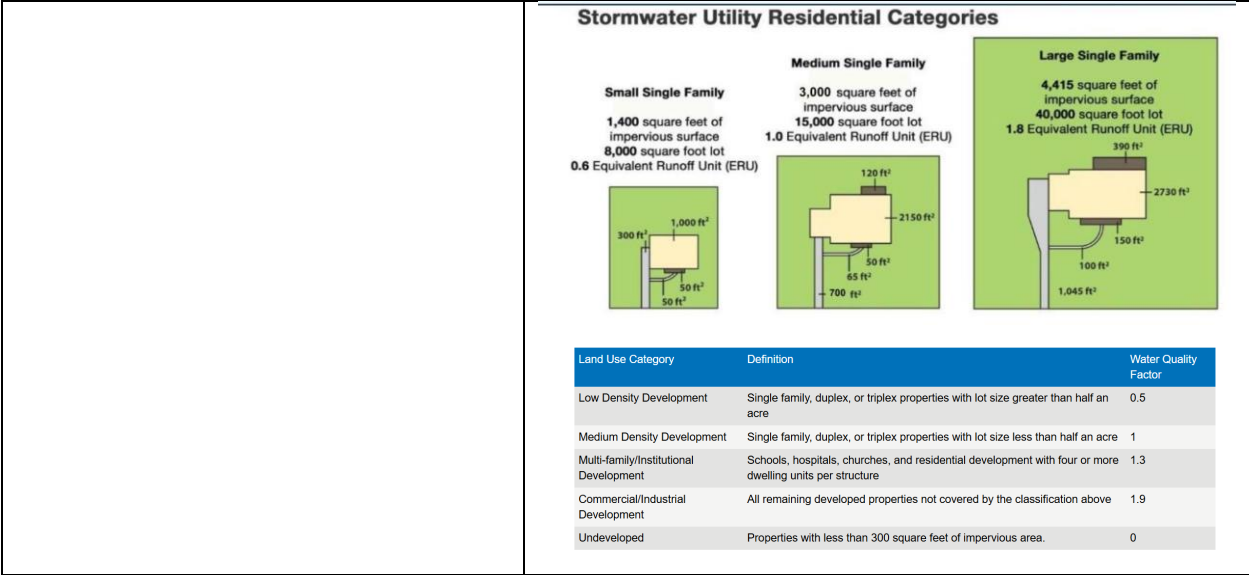 Stormwater Utility Residential Categories
Small Single Family
1,400 square feet of
impervious surface
8,000 square foot lot
0.6 Equivalent Runoff Unit (ERU)
300 ft²
1,000 ft²
50 ft²
50 ft²
Medium Single Family
3,000 square feet of
impervious surface
15,000 square foot lot
1.0 Equivalent Runoff Unit (ERU)
120 ft²
2150 ft²
50 ft²
65 ft²
700 ft²
Large Single Family
4,415 square feet of
impervious surface
40,000 square foot lot
1.8 Equivalent Runoff Unit (ERU)
390 ft²
2730 ft²
150 ft²
100 ft²
1,045 ft²
Land Use Category Definition Water Quality
Factor
Low Density Development Single family, duplex, or triplex properties with lot size greater than half an 0.5
acre
Medium Density Development Single family, duplex, or triplex properties with lot size less than half an acre 1
Multi-family/Institutional Schools, hospitals, churches, and residential development with four or more 1.3
Development dwelling units per structure
Commercial/Industrial All remaining developed properties not covered by the classification above 1.9
Development
Undeveloped Properties with less than 300 square feet of impervious area. 0